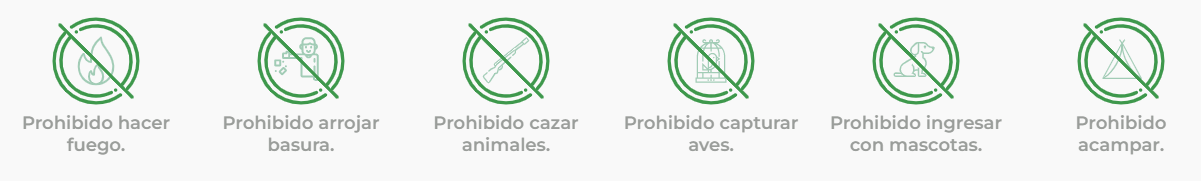 Prohibido hacer
fuego.
Prohibido arrojar
basura.
Prohibido cazar
animales.
Prohibido capturar
aves.
Prohibido ingresar
con mascotas.
Prohibido
acampar.